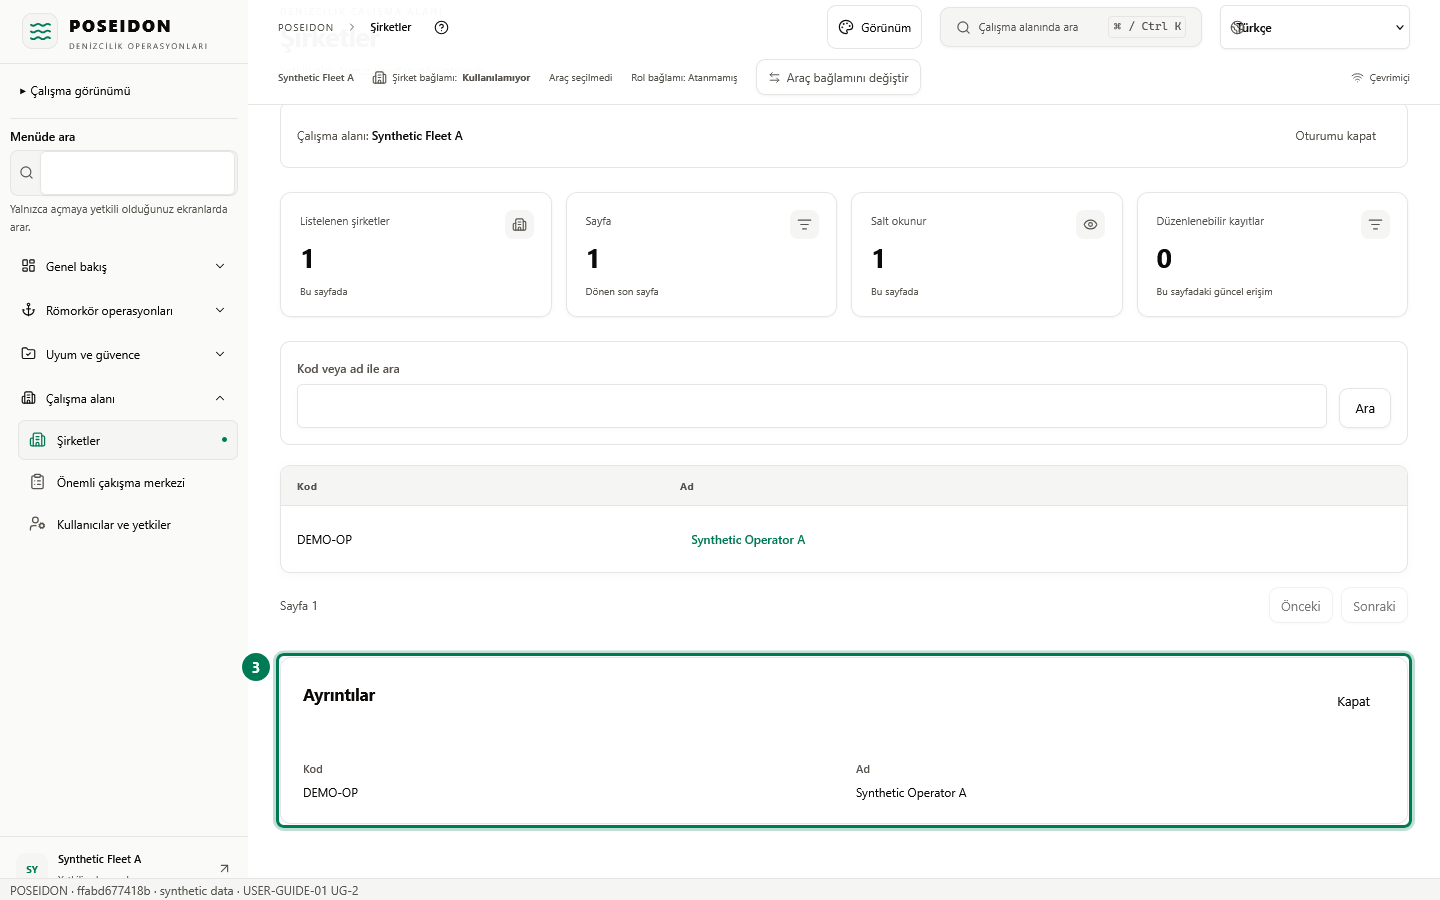 POSEIDON
DENİZCİLİK OPERASYONLARI
Çalışma görünümü
Menüde ara
Yalnızca açmaya yetkili olduğunuz ekranlarda
arar.
Genel bakış
Römorkör operasyonları
Uyum ve güvence
Çalışma alanı
Şirketler
Önemli çakışma merkezi
Kullanıcılar ve yetkiler
SY
Synthetic Fleet A
POSEIDON
Şirketler
Görünüm
Çalışma alanında ara
⌘ / Ctrl K
Türkçe
Şirketler
Synthetic Fleet A
Şirket bağlamı: Kullanılamıyor
Araç seçilmedi
Rol bağlamı: Atanmamış
Araç bağlamını değiştir
Çevrimiçi
Çalışma alanı: Synthetic Fleet A
Oturumu kapat
Listelenen şirketler
1
Bu sayfada
Sayfa
1
Dönen son sayfa
Salt okunur
1
Bu sayfada
Düzenlenebilir kayıtlar
0
Bu sayfadaki güncel erişim
Kod veya ad ile ara
Ara
Kod
Ad
DEMO-OP
Synthetic Operator A
Sayfa 1
Önceki
Sonraki
3
Ayrıntılar
Kapat
Kod
Ad
DEMO-OP
Synthetic Operator A
POSEIDON · ffabd677418b · synthetic data · USER-GUIDE-01 UG-2